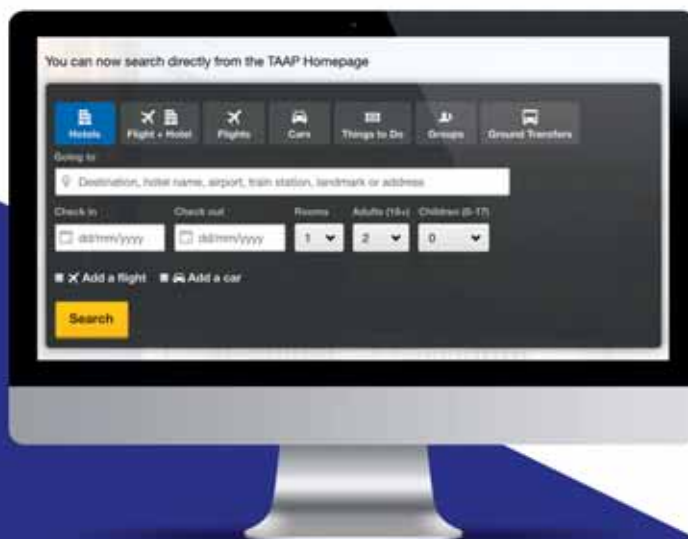 You can now search directly from the TAAP Homepage
Hotels Flight + Hotel Flights Cars Things to Do Groups Ground Transfers
Going to
Destination, hotel name, airport, train station, landmark or address
Check in Check out Rooms Adults (18+) Children (0-17)
dd/mm/yyyy dd/mm/yyyy 1 2 0
Add a flight Add a car
Search